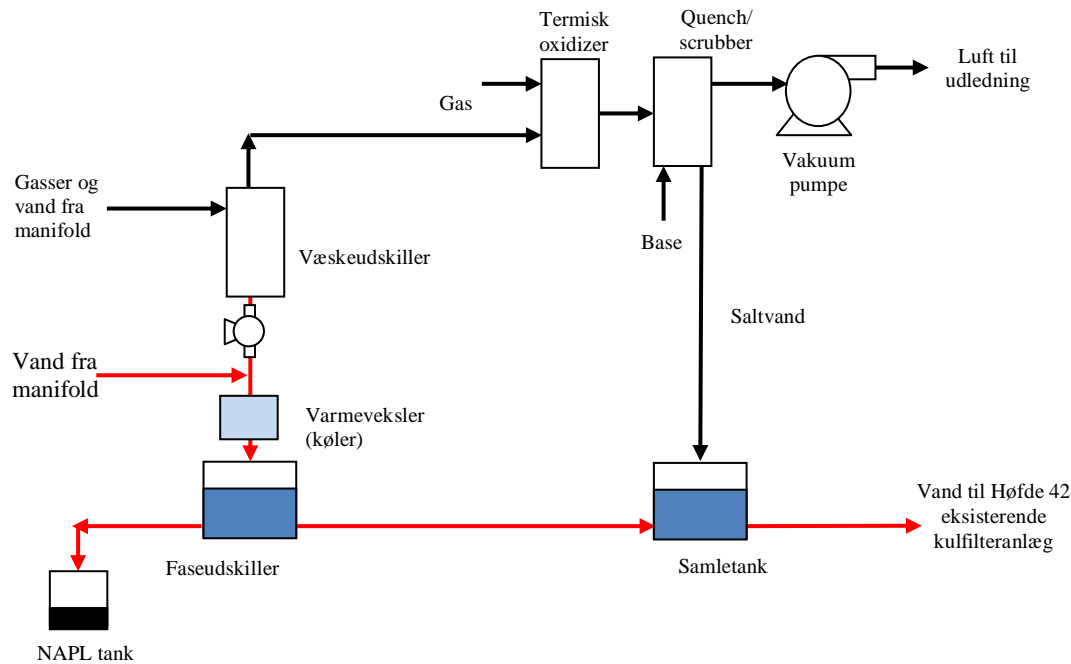 Termisk
oxidizer
Quench/
scrubber
Luft til
udledning
Gas
Vakuum
pumpe
Gasser og
vand fra
manifold
Væskeudskiller
Base
Saltvand
Vand fra
manifold
Varmeveksler
(køler)
Vand til Høfde 42
eksisterende
kulfilteranlæg
Faseudskiller
Samletank
NAPL tank